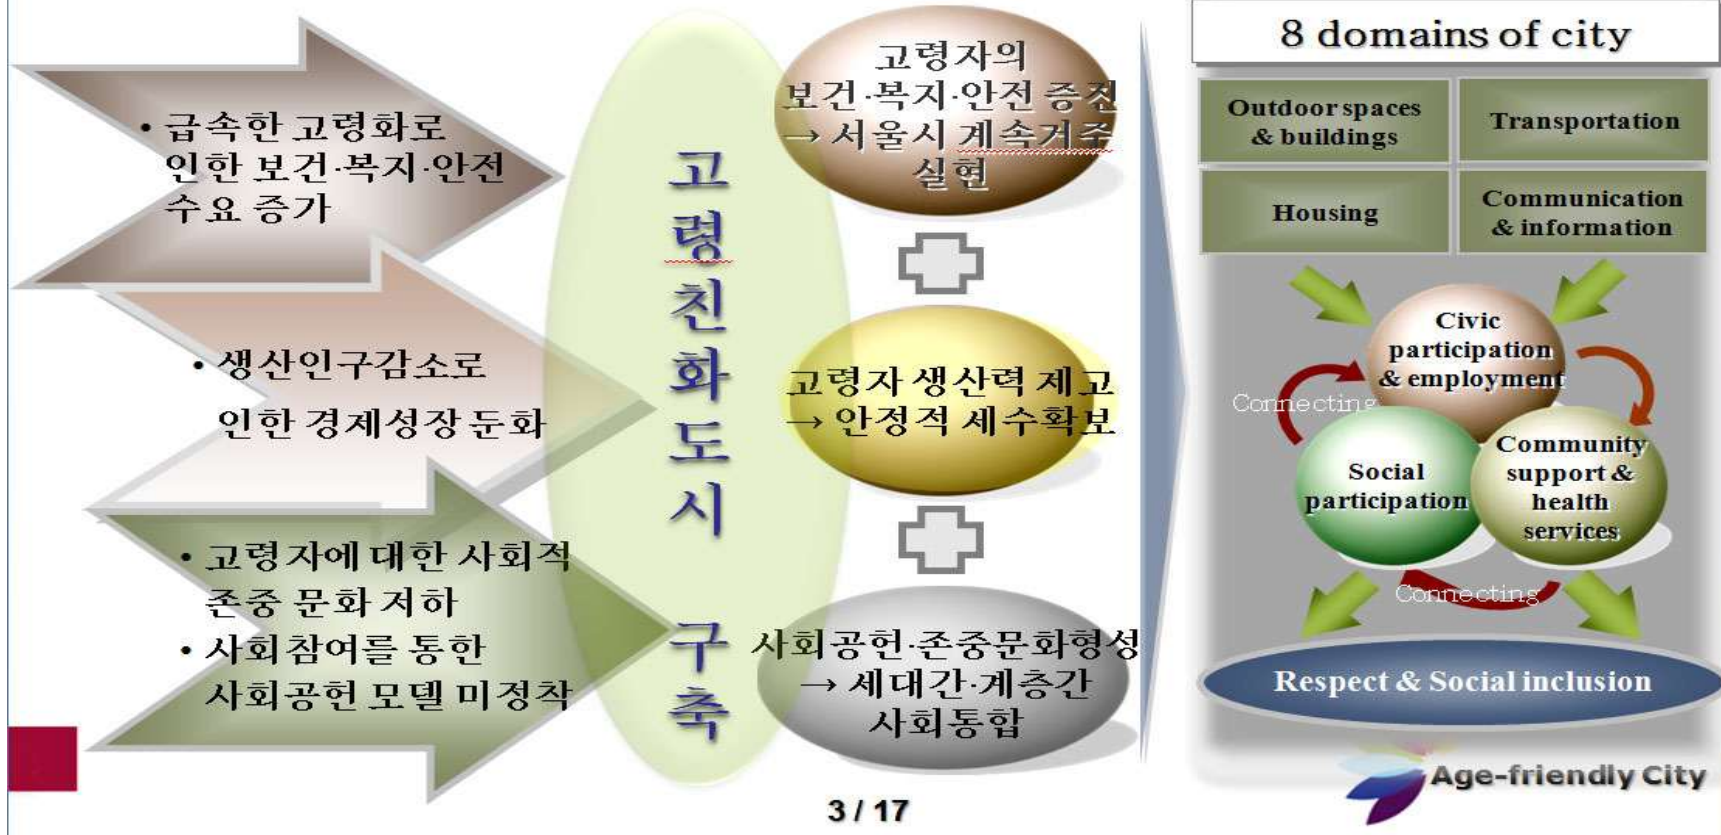 • 급속한 고령화로
인한 보건·복지·안전
수요 증가
• 생산인구감소로
인한 경제성장 둔화
• 고령자에 대한 사회적
존중 문화 저하
• 사회참여를 통한
사회공헌 모델 미정착
고령친화도시 구축
고령자의
보건·복지·안전 증진
→ 서울시 계속거주
실현
고령자 생산력 제고
→ 안정적 세수확보
사회공헌·존중문화형성
→ 세대간·계층간
사회통합
8 domains of city
Outdoor spaces
& buildings
Transportation
Housing
Communication
& information
Civic
participation
& employment
Connecting
Social
participation
Community
support &
health
services
Connecting
Respect & Social inclusion
Age-friendly City
3 / 17